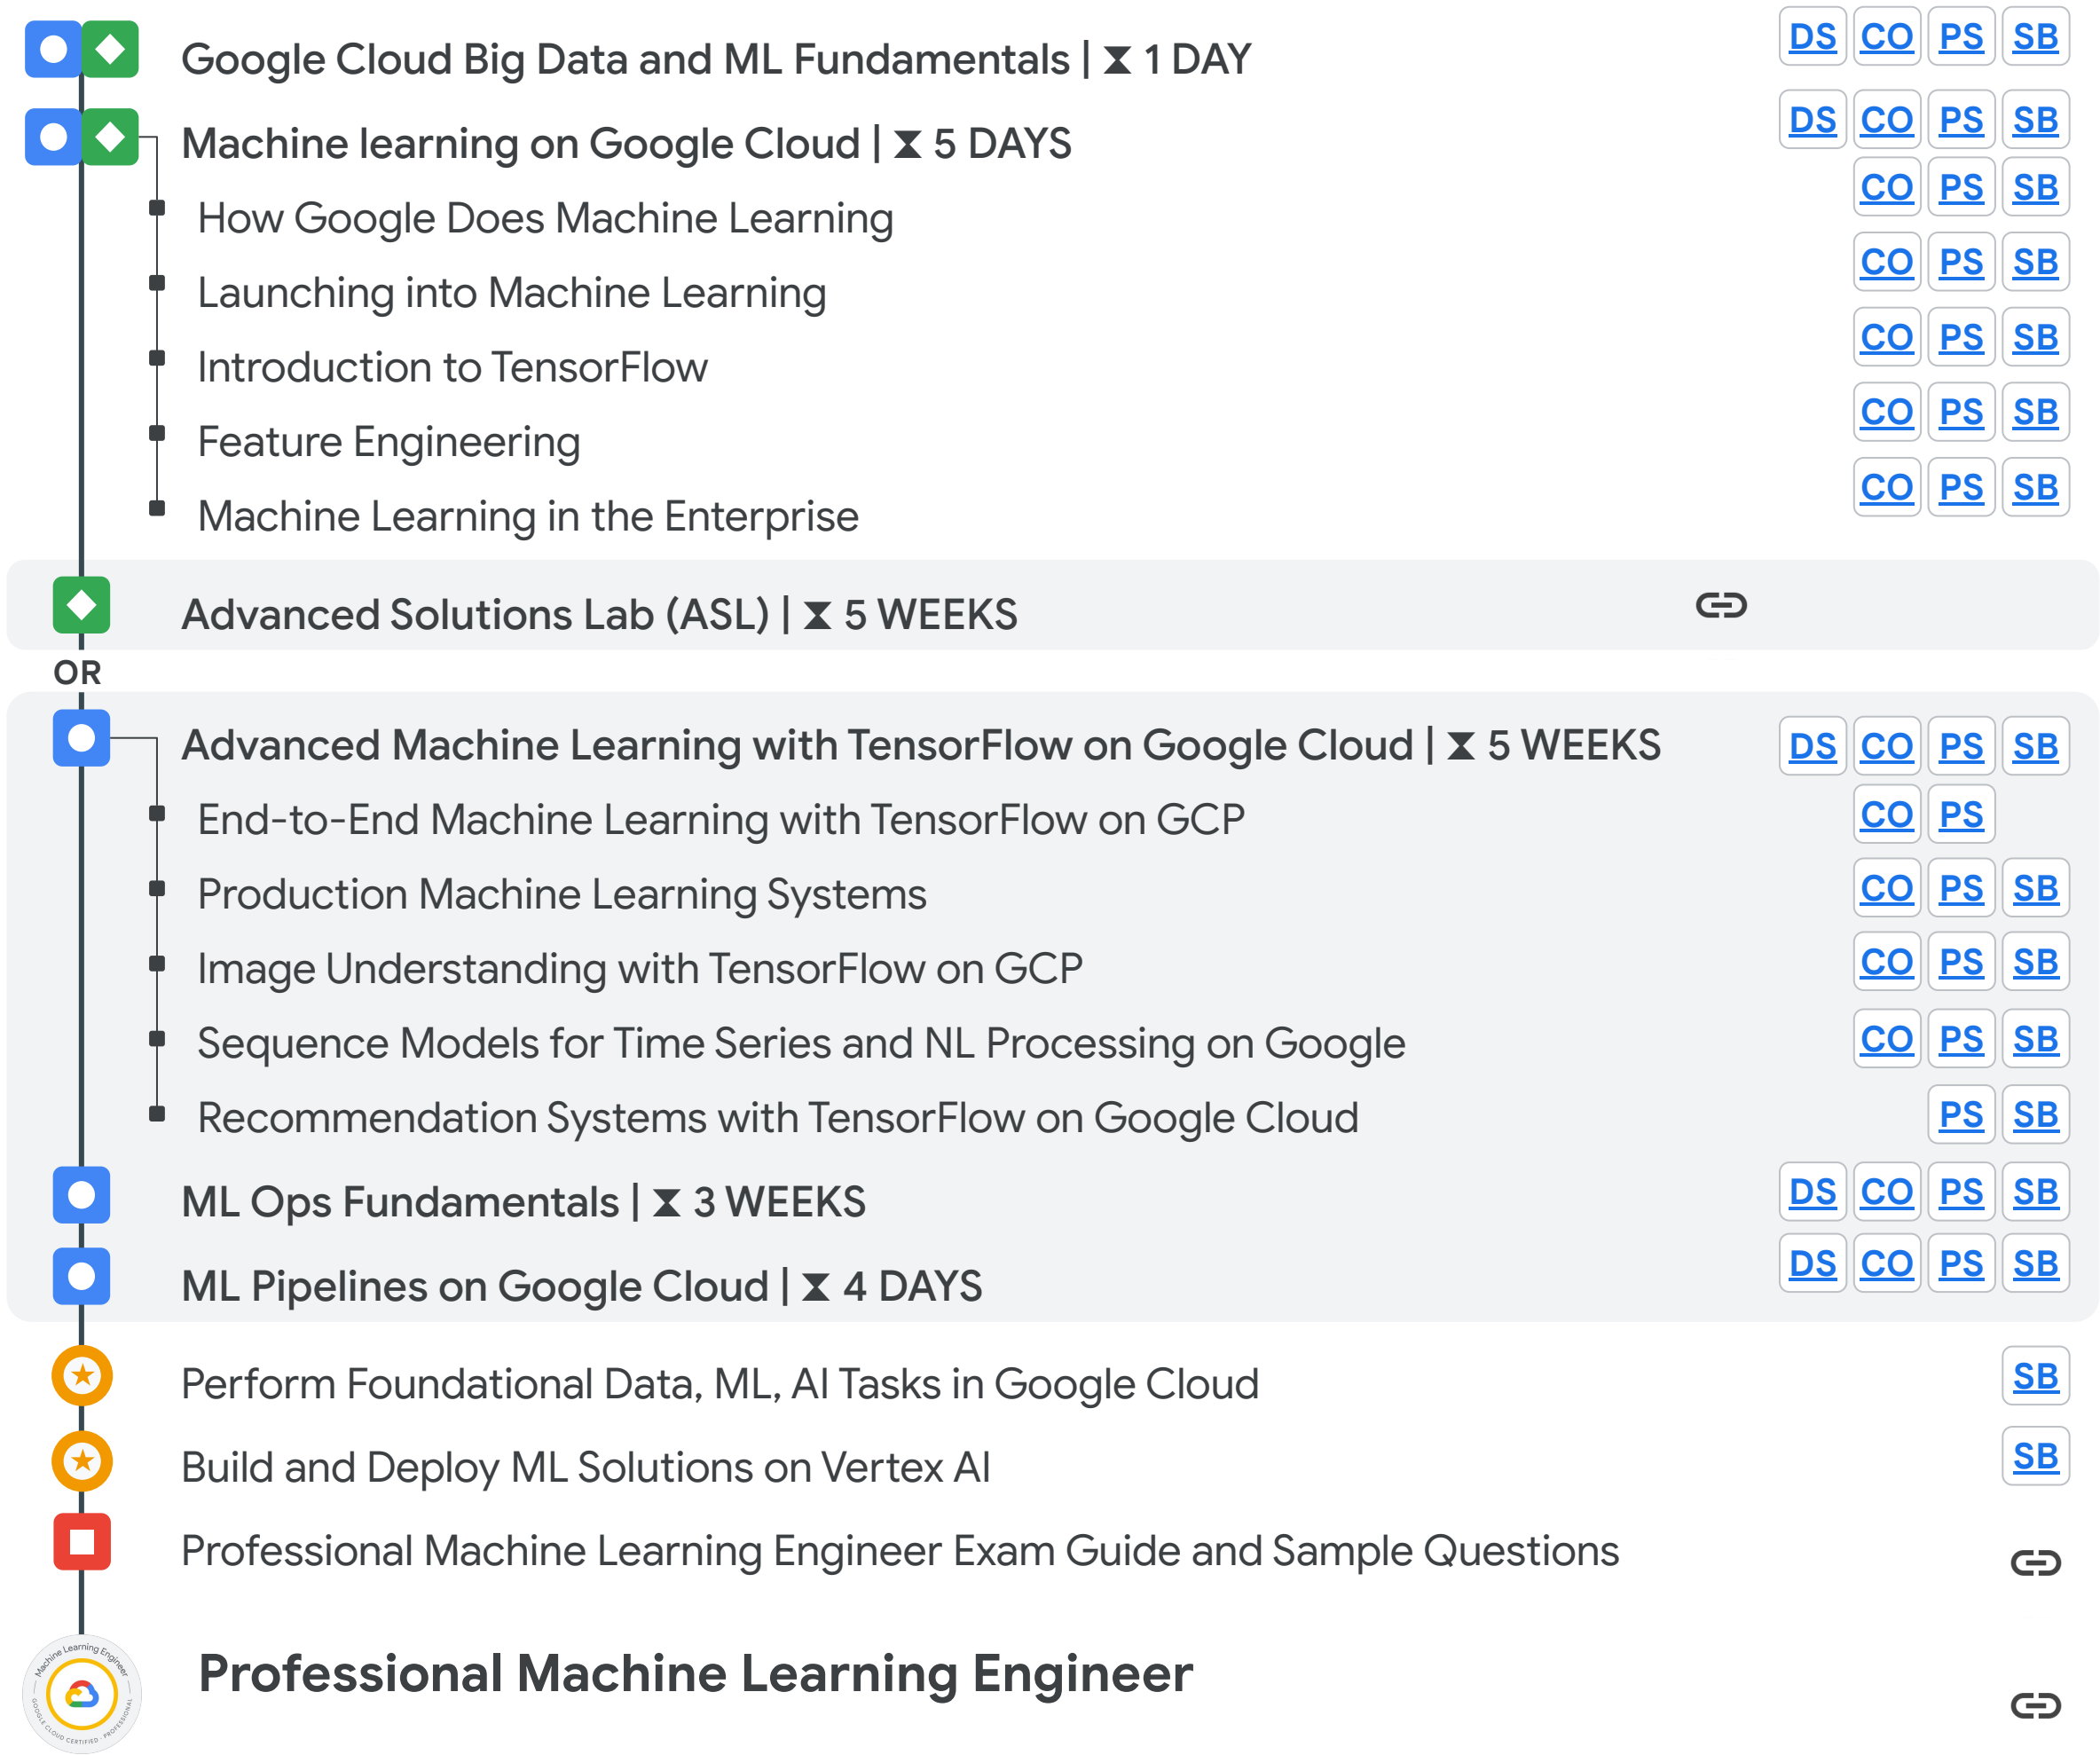 Google Cloud Big Data and ML Fundamentals | 1 DAY DS CO PS SB
Machine learning on Google Cloud | 5 DAYS DS CO PS SB
How Google Does Machine Learning CO PS SB
Launching into Machine Learning CO PS SB
Introduction to TensorFlow CO PS SB
Feature Engineering CO PS SB
Machine Learning in the Enterprise CO PS SB
Advanced Solutions Lab (ASL) | 5 WEEKS
OR
Advanced Machine Learning with TensorFlow on Google Cloud | 5 WEEKS DS CO PS SB
End-to-End Machine Learning with TensorFlow on GCP CO PS
Production Machine Learning Systems CO PS SB
Image Understanding with TensorFlow on GCP CO PS SB
Sequence Models for Time Series and NL Processing on Google CO PS SB
Recommendation Systems with TensorFlow on Google Cloud PS SB
ML Ops Fundamentals | 3 WEEKS DS CO PS SB
ML Pipelines on Google Cloud | 4 DAYS DS CO PS SB
Perform Foundational Data, ML, AI Tasks in Google Cloud SB
Build and Deploy ML Solutions on Vertex AI SB
Professional Machine Learning Engineer Exam Guide and Sample Questions
Machine Learning Engineer
GOOGLE CLOUD CERTIFIED · PROFESSIONAL
Professional Machine Learning Engineer